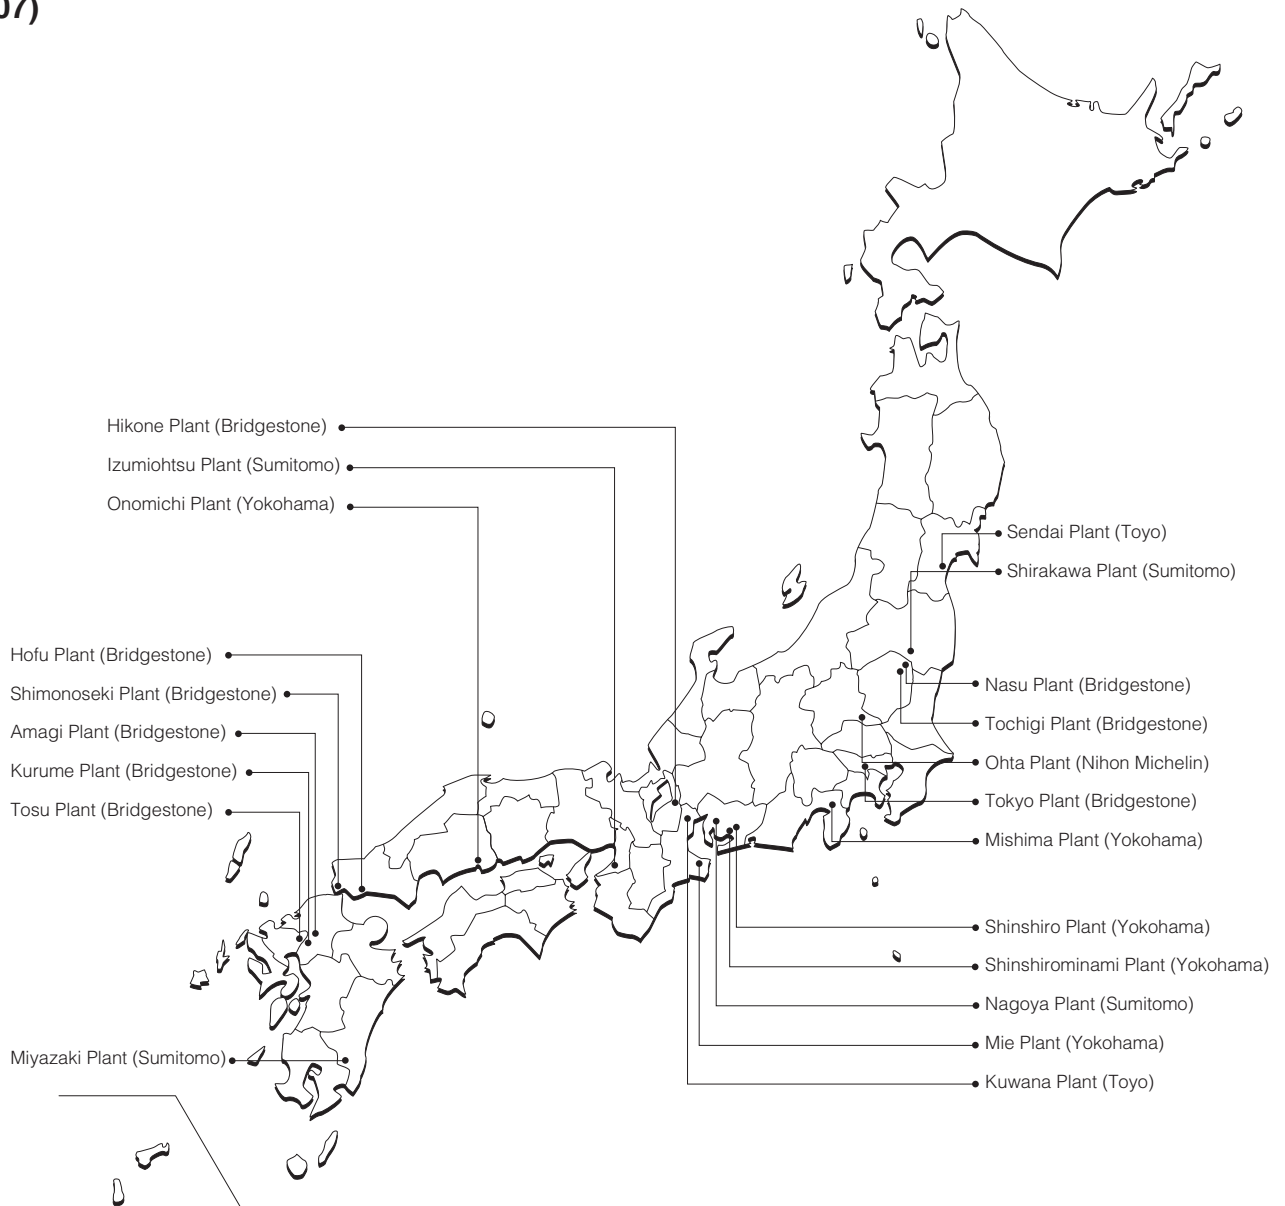 07)
Hikone Plant (Bridgestone)
Izumiohtsu Plant (Sumitomo)
Onomichi Plant (Yokohama)
Sendai Plant (Toyo)
Shirakawa Plant (Sumitomo)
Hofu Plant (Bridgestone)
Shimonoseki Plant (Bridgestone)
Amagi Plant (Bridgestone)
Kurume Plant (Bridgestone)
Tosu Plant (Bridgestone)
Nasu Plant (Bridgestone)
Tochigi Plant (Bridgestone)
Ohta Plant (Nihon Michelin)
Tokyo Plant (Bridgestone)
Mishima Plant (Yokohama)
Shinshiro Plant (Yokohama)
Shinshirominami Plant (Yokohama)
Nagoya Plant (Sumitomo)
Mie Plant (Yokohama)
Kuwana Plant (Toyo)
Miyazaki Plant (Sumitomo)